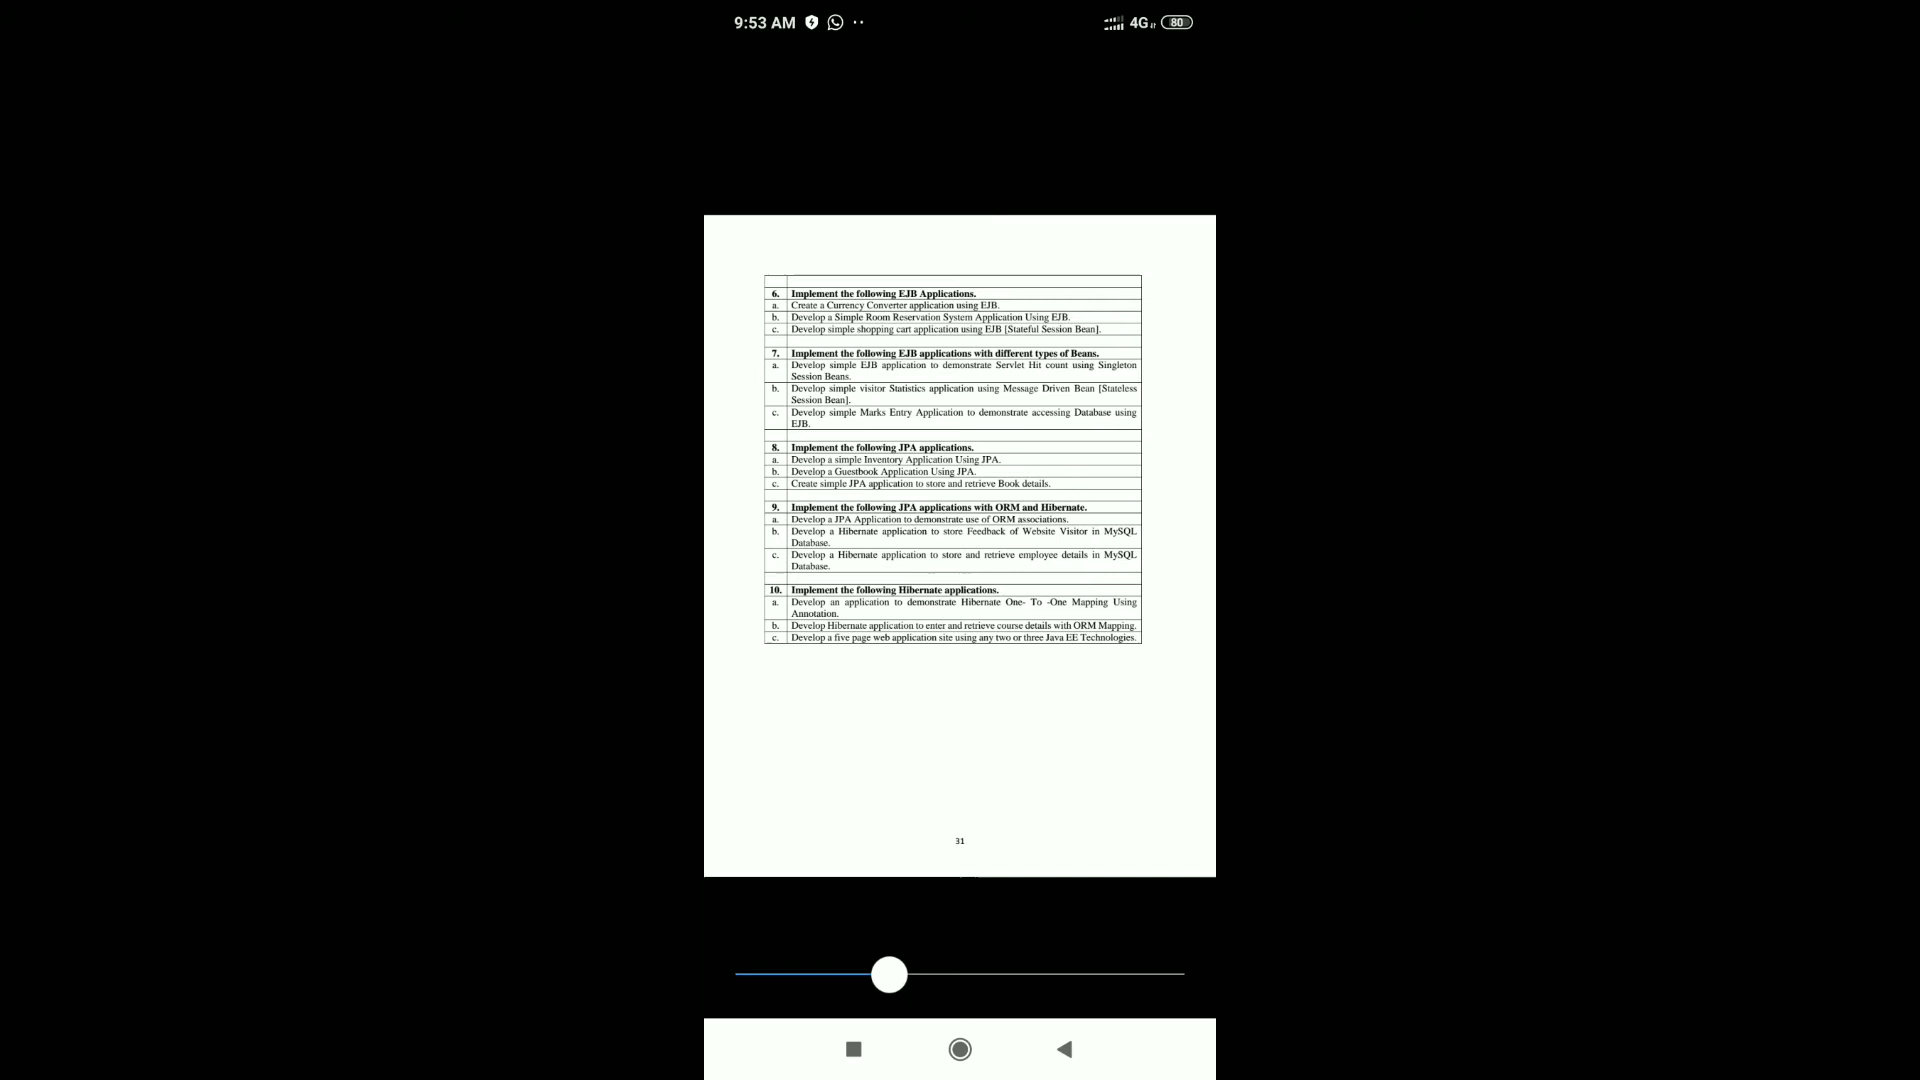 9:53 AM
4G
80
6. Implement the following EJB Applications.
a. Create a Currency Converter application using EJB.
b. Develop a Simple Room Reservation System Application Using EJB.
c. Develop simple shopping cart application using EJB [Stateful Session Bean].
7. Implement the following EJB applications with different types of Beans.
a. Develop simple EJB application to demonstrate Servlet Hit count using Singleton
Session Beans.
b. Develop simple visitor Statistics application using Message Driven Bean [Stateless
Session Bean].
c. Develop simple Marks Entry Application to demonstrate accessing Database using
EJB.
8. Implement the following JPA applications.
a. Develop a simple Inventory Application Using JPA.
b. Develop a Guestbook Application Using JPA.
c. Create simple JPA application to store and retrieve Book details.
9. Implement the following JPA applications with ORM and Hibernate.
a. Develop a JPA Application to demonstrate use of ORM associations.
b. Develop a Hibernate application to store Feedback of Website Visitor in MySQL
Database.
c. Develop a Hibernate application to store and retrieve employee details in MySQL
Database.
10. Implement the following Hibernate applications.
a. Develop an application to demonstrate Hibernate One- To -One Mapping Using
Annotation.
b. Develop Hibernate application to enter and retrieve course details with ORM Mapping.
c. Develop a five page web application site using any two or three Java EE Technologies.
31